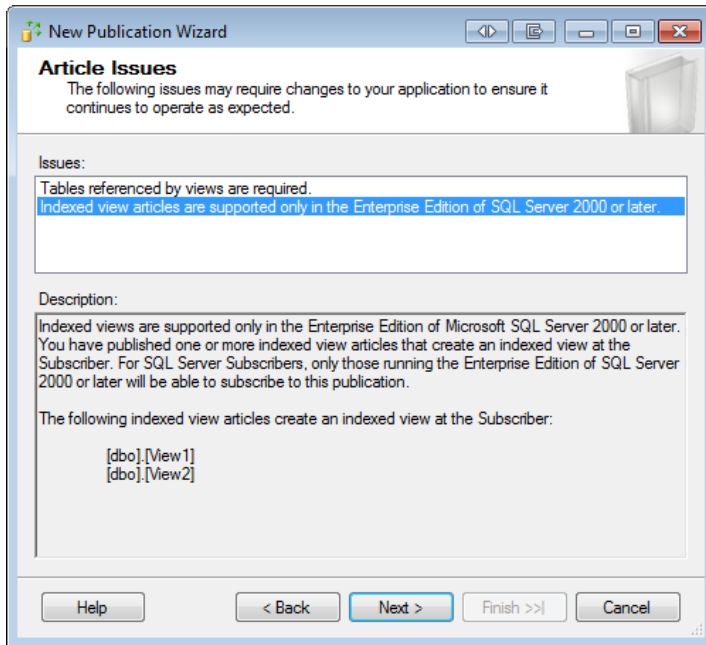 New Publication Wizard
Article Issues
The following issues may require changes to your application to ensure it
continues to operate as expected.
Issues:
Tables referenced by views are required.
Indexed view articles are supported only in the Enterprise Edition of SQL Server 2000 or later.
Description:
Indexed views are supported only in the Enterprise Edition of Microsoft SQL Server 2000 or later.
You have published one or more indexed view articles that create an indexed view at the
Subscriber. For SQL Server Subscribers, only those running the Enterprise Edition of SQL Server
2000 or later will be able to subscribe to this publication.
The following indexed view articles create an indexed view at the Subscriber:
[dbo].[View1]
[dbo].[View2]
Help
< Back
Next >
Finish >>|
Cancel